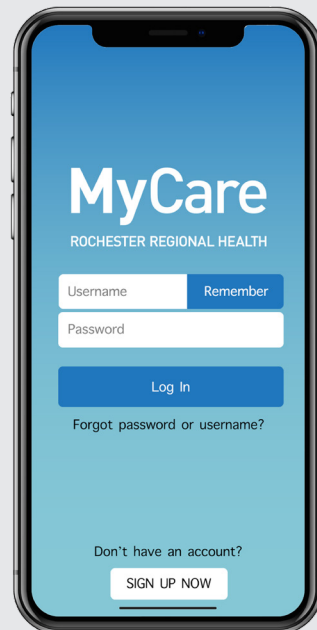 MyCare
ROCHESTER REGIONAL HEALTH
Username Remember
Password
Log In
Forgot password or username?
Don't have an account?
SIGN UP NOW